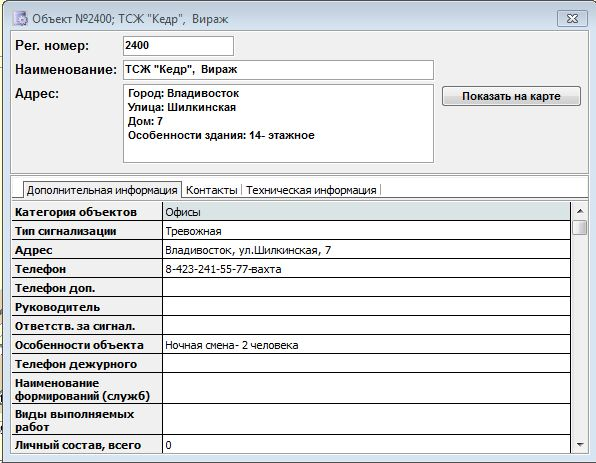 Объект №2400; ТСЖ "Кедр",  Вираж
Рег. номер: 2400
Наименование: ТСЖ "Кедр",  Вираж
Адрес: Город: Владивосток
Улица: Шилкинская
Дом: 7
Особенности здания: 14- этажное
Показать на карте
Дополнительная информация Контакты Техническая информация
Категория объектов Офисы
Тип сигнализации Тревожная
Адрес Владивосток, ул.Шилкинская, 7
Телефон 8-423-241-55-77-вахта
Телефон доп.
Руководитель
Ответств. за сигнал.
Особенности объекта Ночная смена- 2 человека
Телефон дежурного
Наименование
формирований (служб)
Виды выполняемых
работ
Личный состав, всего 0